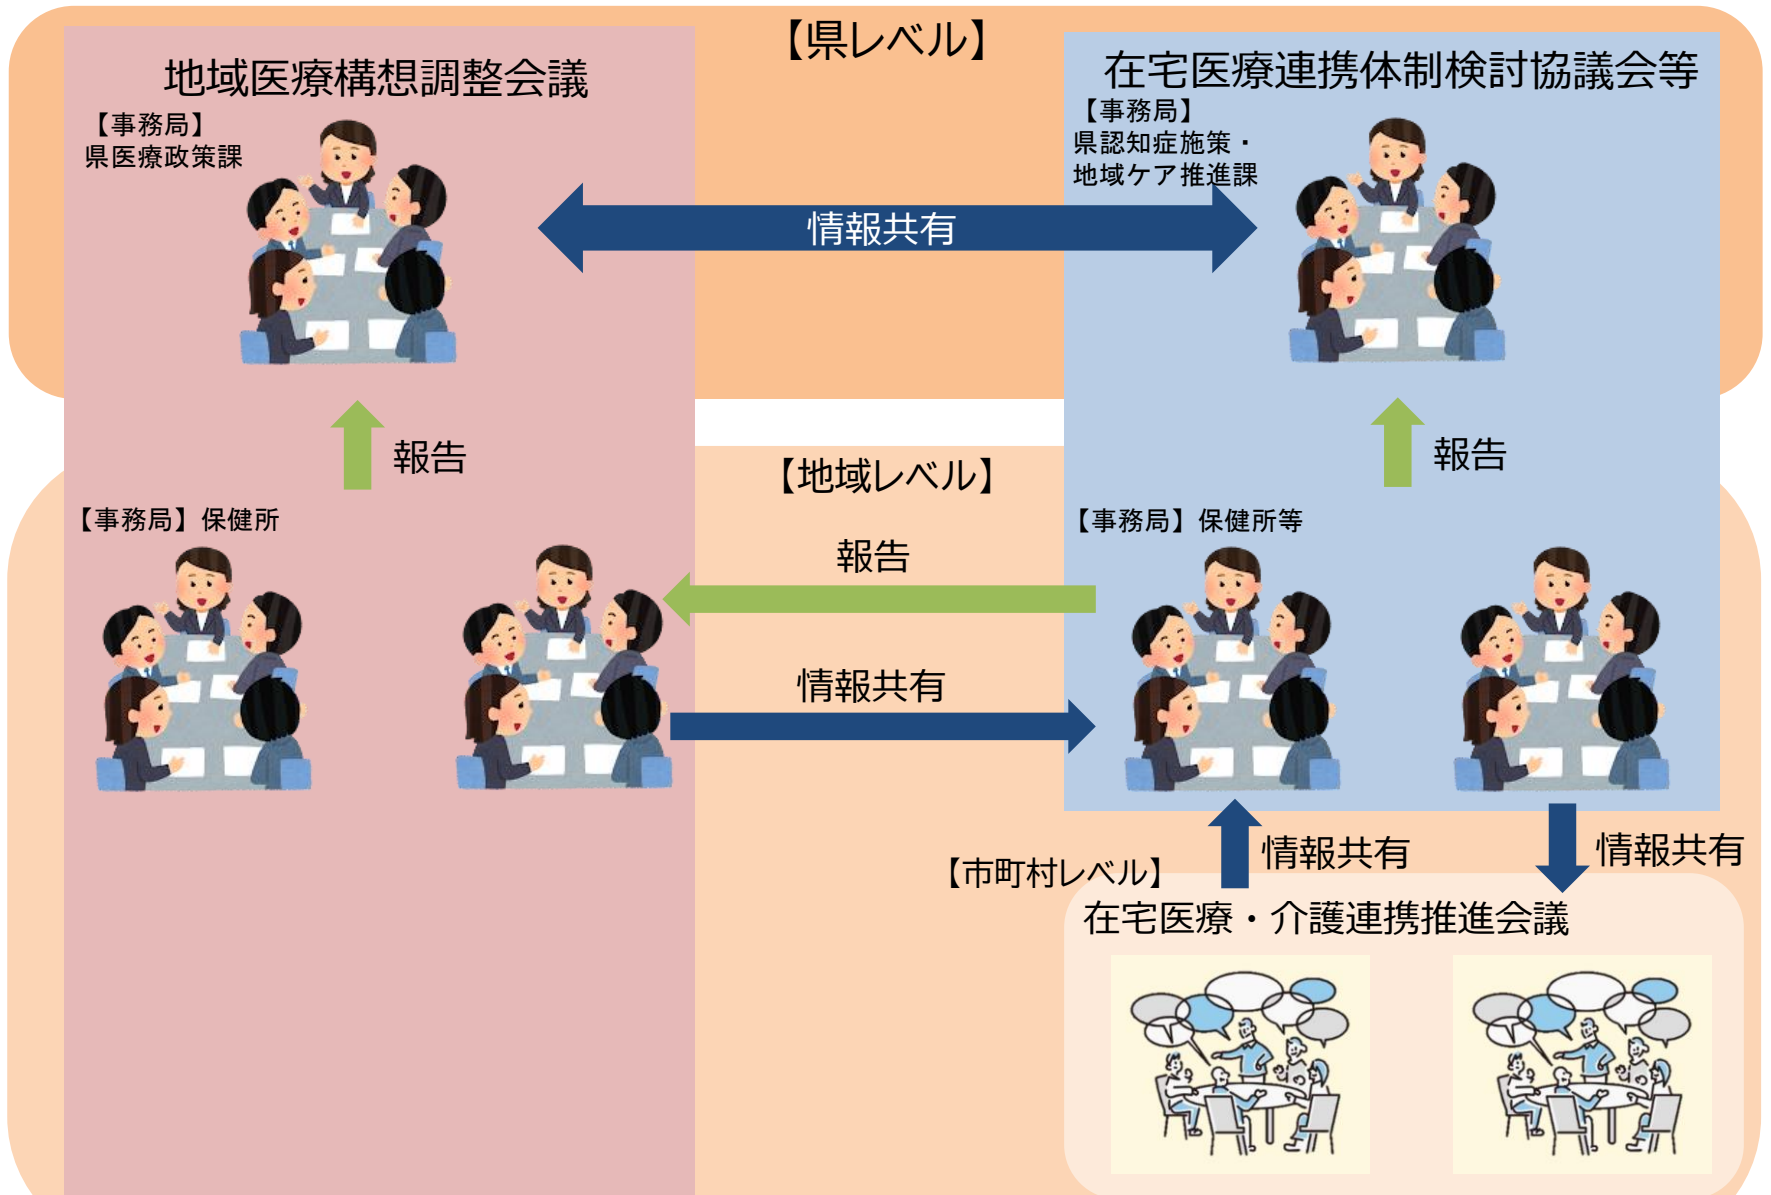 【県レベル】
地域医療構想調整会議
【事務局】
県医療政策課
在宅医療連携体制検討協議会等
【事務局】
県認知症施策・
地域ケア推進課
情報共有
報告
報告
【地域レベル】
【事務局】保健所
【事務局】保健所等
報告
情報共有
情報共有
情報共有
【市町村レベル】
在宅医療・介護連携推進会議